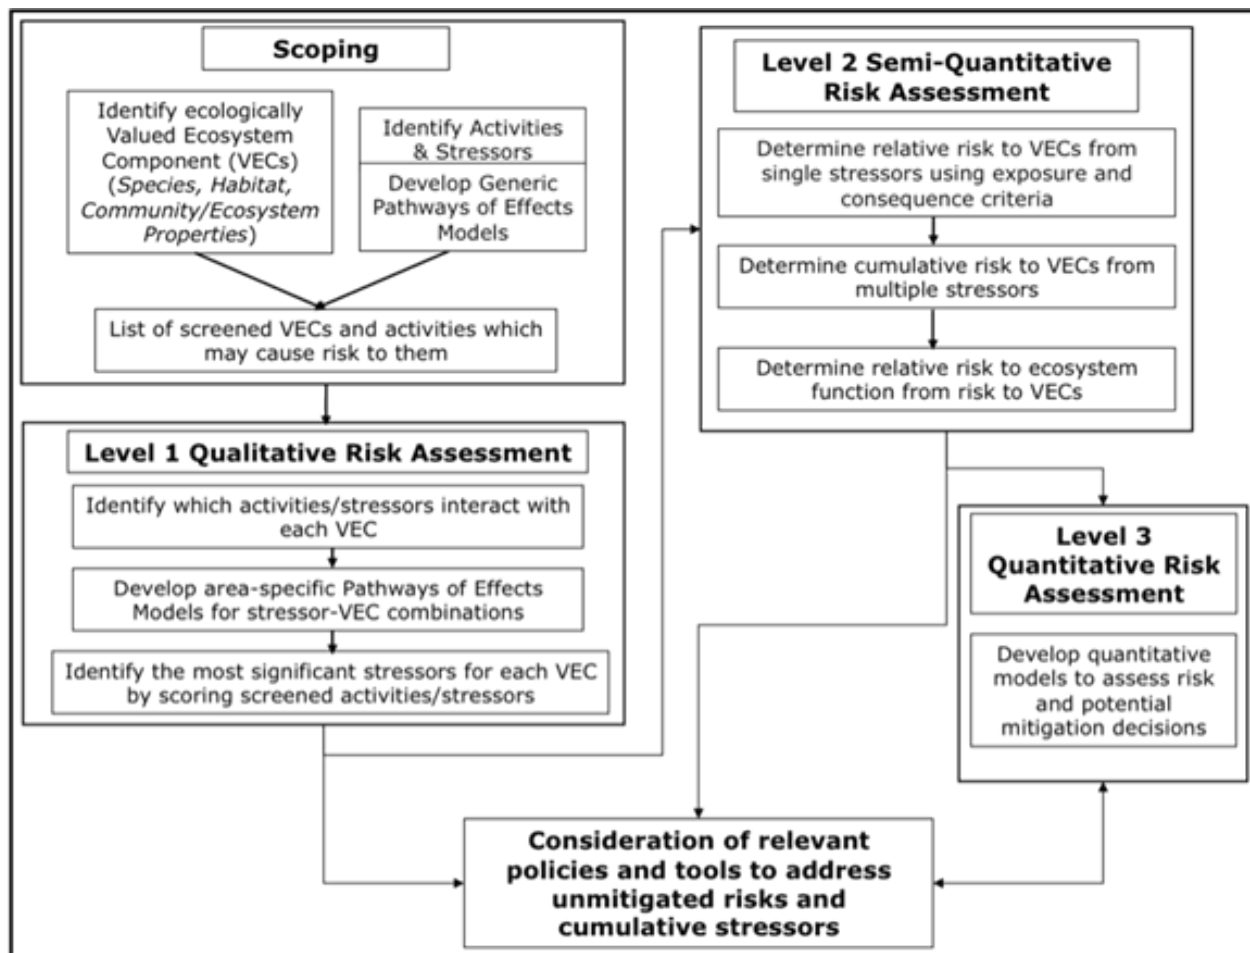 Scoping
Identify ecologically
Valued Ecosystem
Component (VECs)
(Species, Habitat,
Community/Ecosystem
Properties)
Identify Activities
& Stressors
Develop Generic
Pathways of Effects
Models
List of screened VECs and activities which
may cause risk to them
Level 1 Qualitative Risk Assessment
Identify which activities/stressors interact with
each VEC
Develop area-specific Pathways of Effects
Models for stressor-VEC combinations
Identify the most significant stressors for each VEC
by scoring screened activities/stressors
Level 2 Semi-Quantitative
Risk Assessment
Determine relative risk to VECs from
single stressors using exposure and
consequence criteria
Determine cumulative risk to VECs from
multiple stressors
Determine relative risk to ecosystem
function from risk to VECs
Level 3
Quantitative Risk
Assessment
Develop quantitative
models to assess risk
and potential
mitigation decisions
Consideration of relevant
policies and tools to address
unmitigated risks and
cumulative stressors